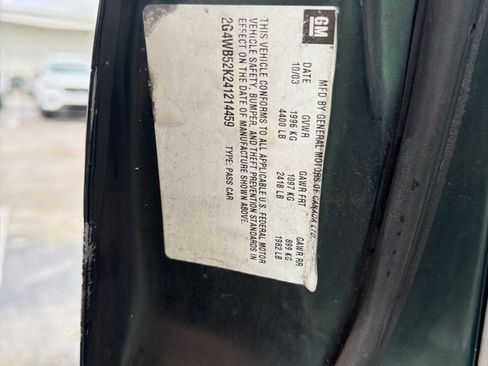 GM
MFD BY GENERAL MOTORS OF CANADA LTD.
DATE GVWR GAWR FRT GAWR RR
10/03 1996 KG 1097 KG 899 KG
4400 LB 2418 LB 1982 LB
THIS VEHICLE CONFORMS TO ALL APPLICABLE U.S. FEDERAL MOTOR
VEHICLE SAFETY, BUMPER, AND THEFT PREVENTION STANDARDS IN
EFFECT ON THE DATE OF MANUFACTURE SHOWN ABOVE.
2G4WB52K241214459 TYPE: PASS CAR